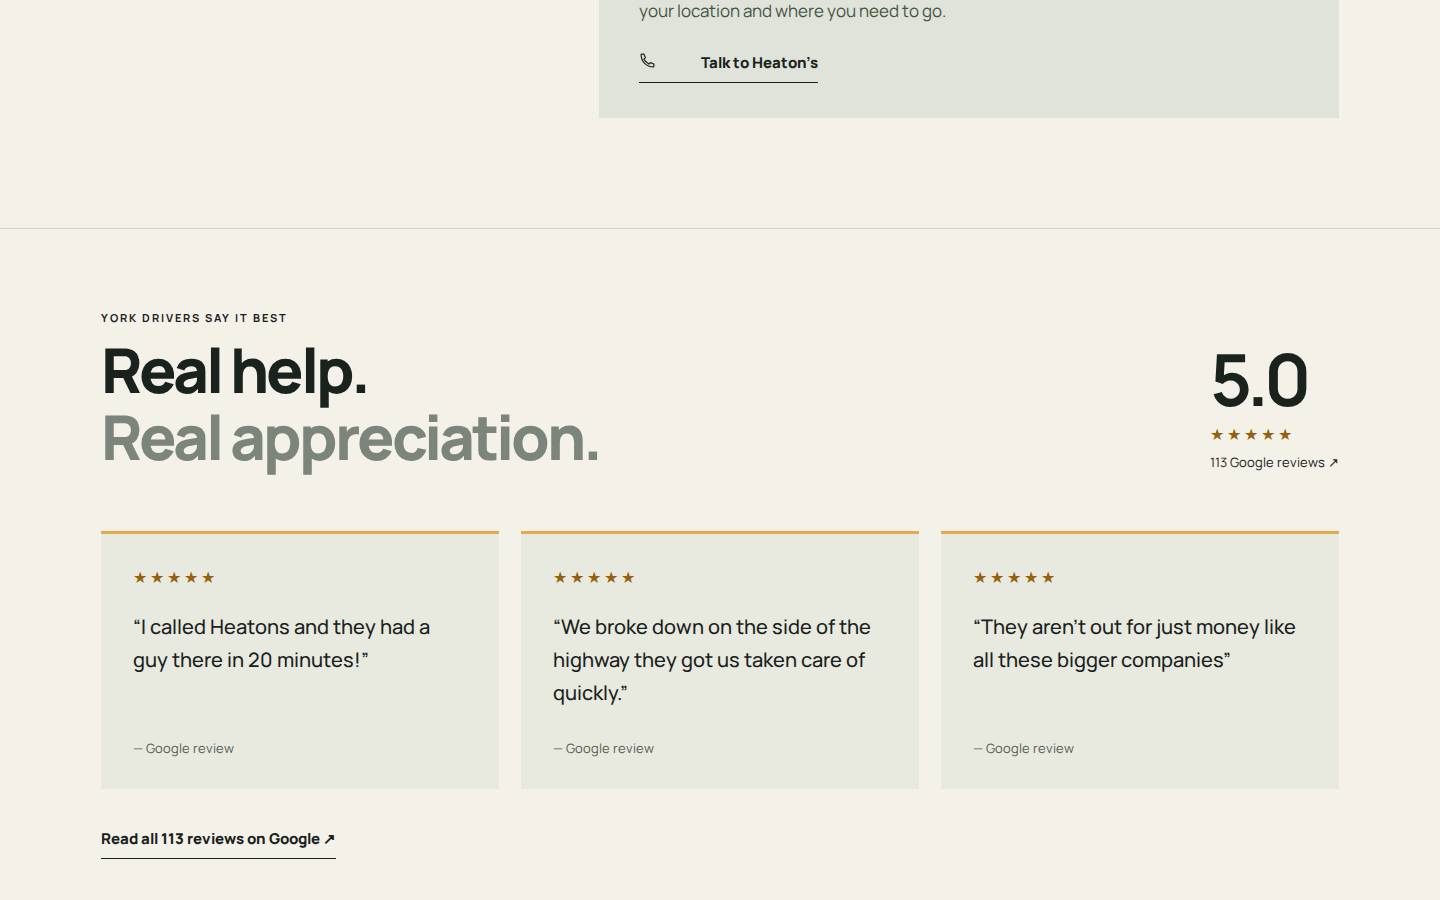 your location and where you need to go.
Talk to Heaton’s
YORK DRIVERS SAY IT BEST
Real help.
Real appreciation.
5.0
★★★★★
113 Google reviews ↗
★★★★★
“I called Heatons and they had a
guy there in 20 minutes!”
— Google review
★★★★★
“We broke down on the side of the
highway they got us taken care of
quickly.”
— Google review
★★★★★
“They aren’t out for just money like
all these bigger companies”
— Google review
Read all 113 reviews on Google ↗